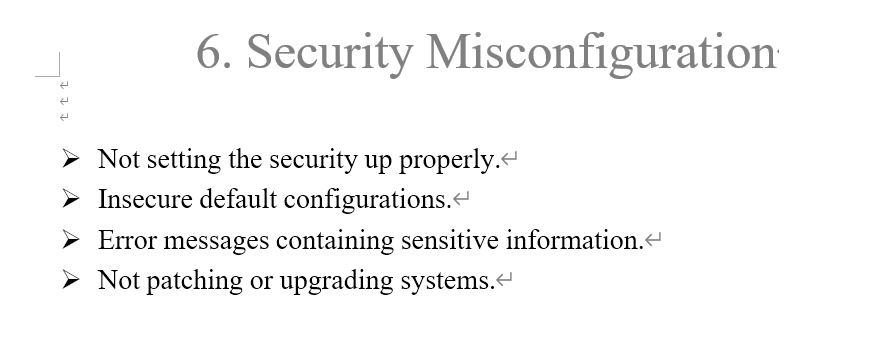 6. Security Misconfiguration
Not setting the security up properly.
Insecure default configurations.
Error messages containing sensitive information.
Not patching or upgrading systems.